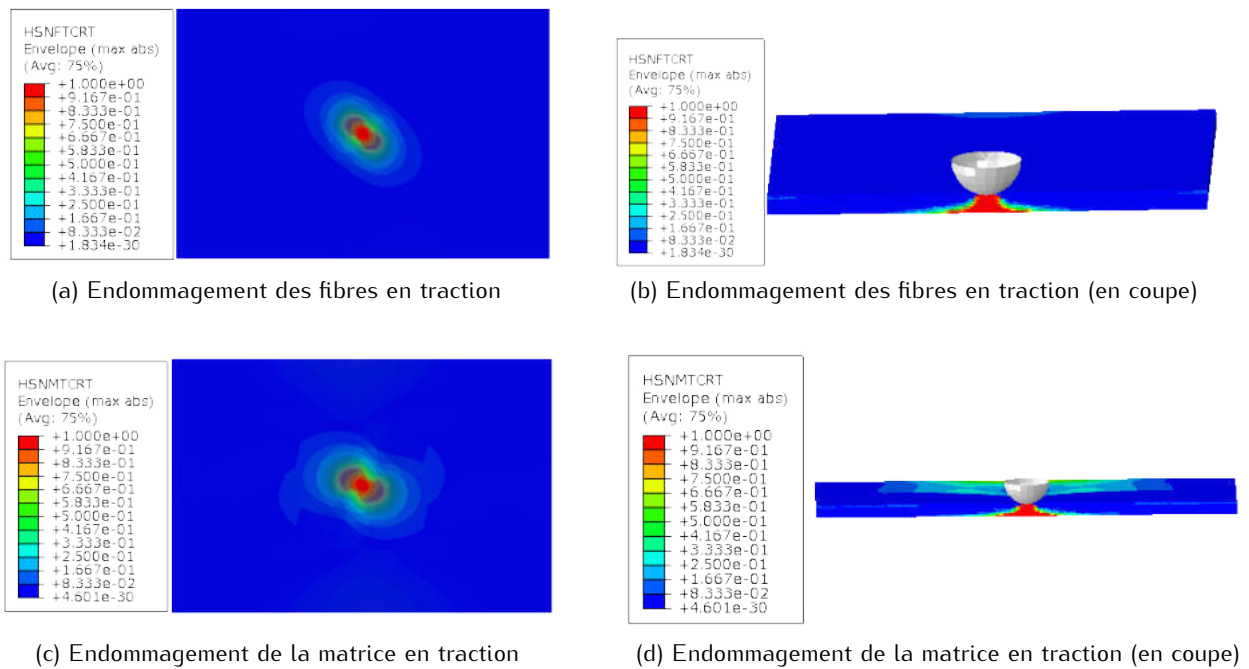 HSNFTCRT
Envelope (max abs)
(Avg: 75%)
+1.000e+00
+9.167e-01
+8.333e-01
+7.500e-01
+6.667e-01
+5.833e-01
+5.000e-01
+4.167e-01
+3.333e-01
+2.500e-01
+1.667e-01
+8.333e-02
+1.834e-30
(a) Endommagement des fibres en traction
HSNFTCRT
Envelope (max abs)
(Avg: 75%)
+1.000e+00
+9.167e-01
+8.333e-01
+7.500e-01
+6.667e-01
+5.833e-01
+5.000e-01
+4.167e-01
+3.333e-01
+2.500e-01
+1.667e-01
+8.333e-02
+1.834e-30
(b) Endommagement des fibres en traction (en coupe)
HSNMTCRT
Envelope (max abs)
(Avg: 75%)
+1.000e+00
+9.167e-01
+8.333e-01
+7.500e-01
+6.667e-01
+5.833e-01
+5.000e-01
+4.167e-01
+3.333e-01
+2.500e-01
+1.667e-01
+8.333e-02
+4.601e-30
(c) Endommagement de la matrice en traction
HSNMTCRT
Envelope (max abs)
(Avg: 75%)
+1.000e+00
+9.167e-01
+8.333e-01
+7.500e-01
+6.667e-01
+5.833e-01
+5.000e-01
+4.167e-01
+3.333e-01
+2.500e-01
+1.667e-01
+8.333e-02
+4.601e-30
(d) Endommagement de la matrice en traction (en coupe)